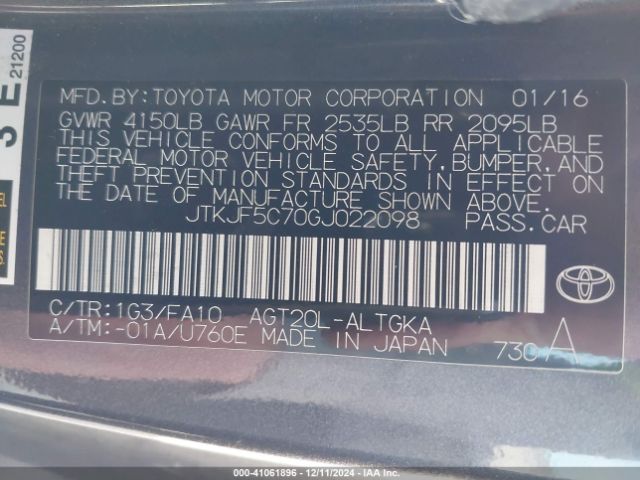 3 E
21200
MFD. BY: TOYOTA MOTOR CORPORATION 01/16
GVWR 4150LB GAWR FR 2535LB RR 2095LB
THIS VEHICLE CONFORMS TO ALL APPLICABLE
FEDERAL MOTOR VEHICLE SAFETY, BUMPER, AND
THEFT PREVENTION STANDARDS IN EFFECT ON
THE DATE OF MANUFACTURE SHOWN ABOVE.
JTKJF5C70GJ022098 PASS.CAR
C/TR:1G3/FA10 AGT20L-ALTGKA
A/TM:-01A/U760E MADE IN JAPAN 730 A
00-41061896 - 12/11/2024 - IAA Inc.